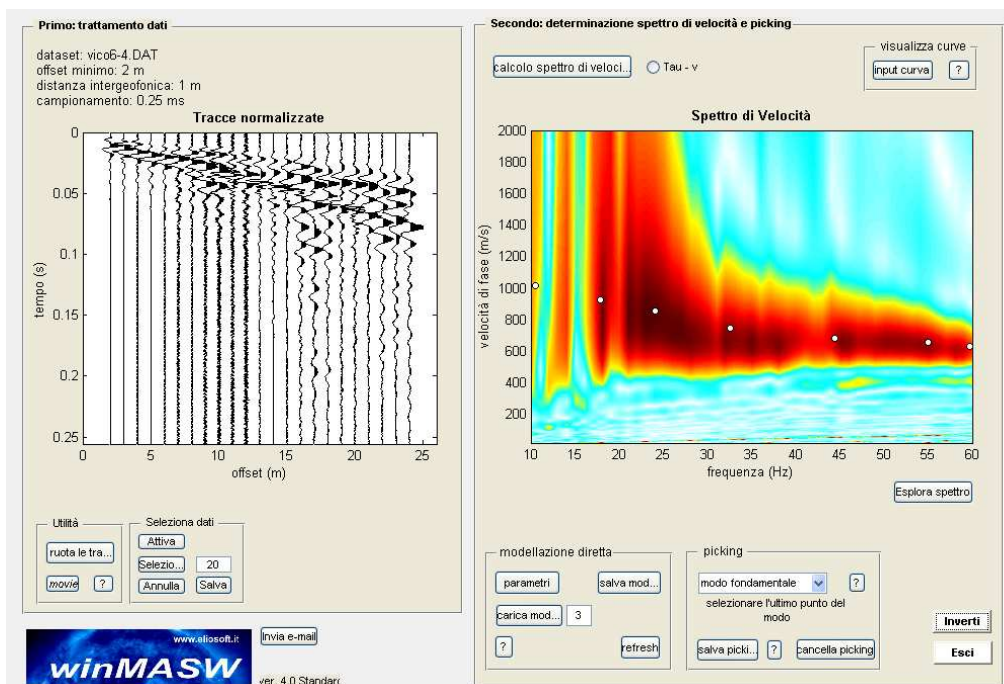 Primo: trattamento dati
dataset: vico6-4.DAT
offset minimo: 2 m
distanza intergeofonica: 1 m
campionamento: 0.25 ms
Tracce normalizzate
0
0.05
0.1
0.15
0.2
0.25
tempo (s)
0 5 10 15 20 25
offset (m)
Utilità
ruota le tra...
movie ?
Seleziona dati
Attiva
Selezio... 20
Annulla Salva
www.eliosoft.it
winMASW
Invia e-mail
ver. 4.0 Standard
Secondo: determinazione spettro di velocità e picking
calcolo spettro di veloci... Tau - v
visualizza curve
input curva ?
Spettro di Velocità
2000
1800
1600
1400
1200
1000
800
600
400
200
velocità di fase (m/s)
10 15 20 25 30 35 40 45 50 55 60
frequenza (Hz)
Esplora spettro
modellazione diretta
parametri salva mod...
carica mod... 3
? refresh
picking
modo fondamentale ?
selezionare l'ultimo punto del
modo
salva picki... ? cancella picking
Inverti
Esci